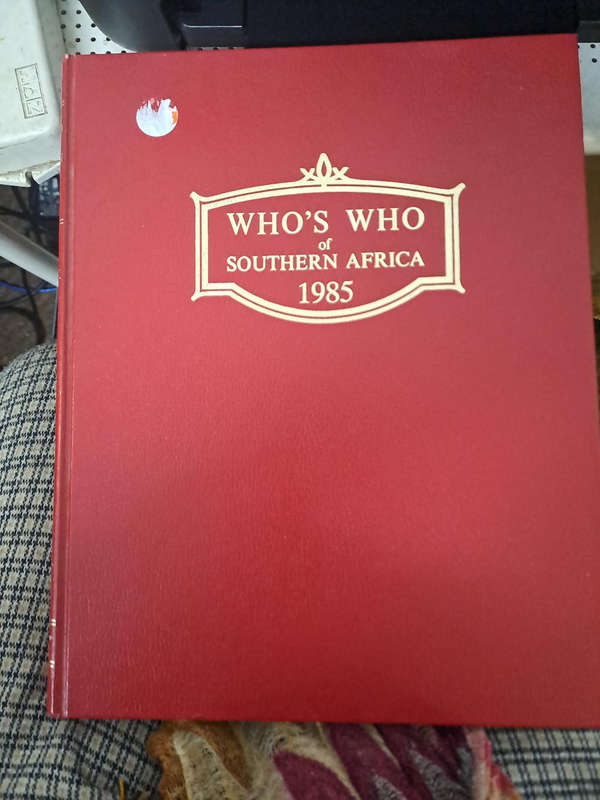 WHO'S WHO
of
SOUTHERN AFRICA
1985